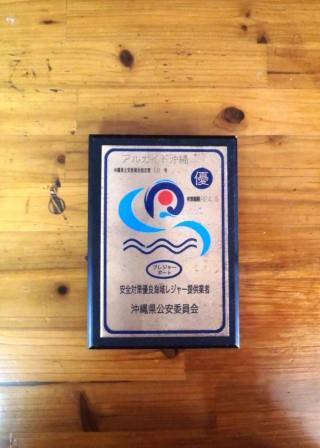 アルガイド沖縄
優
プレジャー
ボート
安全対策優良海域レジャー提供業者
沖縄県公安委員会